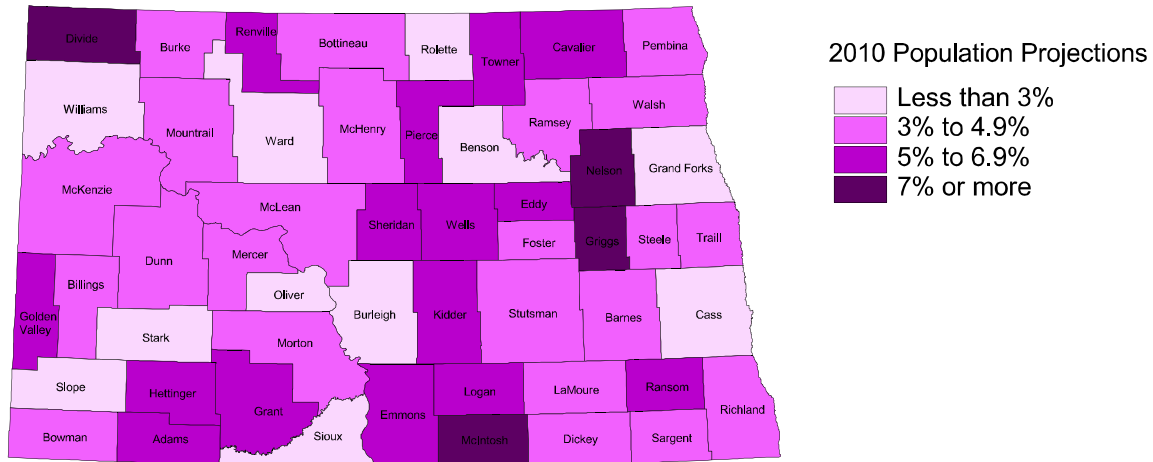 2010 Population Projections
Less than 3%
3% to 4.9%
5% to 6.9%
7% or more
Divide
Burke
Renville
Bottineau
Rolette
Towner
Cavalier
Pembina
Williams
Mountrail
Ward
McHenry
Pierce
Benson
Ramsey
Walsh
Nelson
Grand Forks
McKenzie
McLean
Sheridan
Wells
Eddy
Foster
Griggs
Steele
Traill
Dunn
Mercer
Billings
Oliver
Golden
Valley
Stark
Morton
Burleigh
Kidder
Stutsman
Barnes
Cass
Slope
Hettinger
Grant
Emmons
Logan
LaMoure
Ransom
Richland
Bowman
Adams
Sioux
McIntosh
Dickey
Sargent